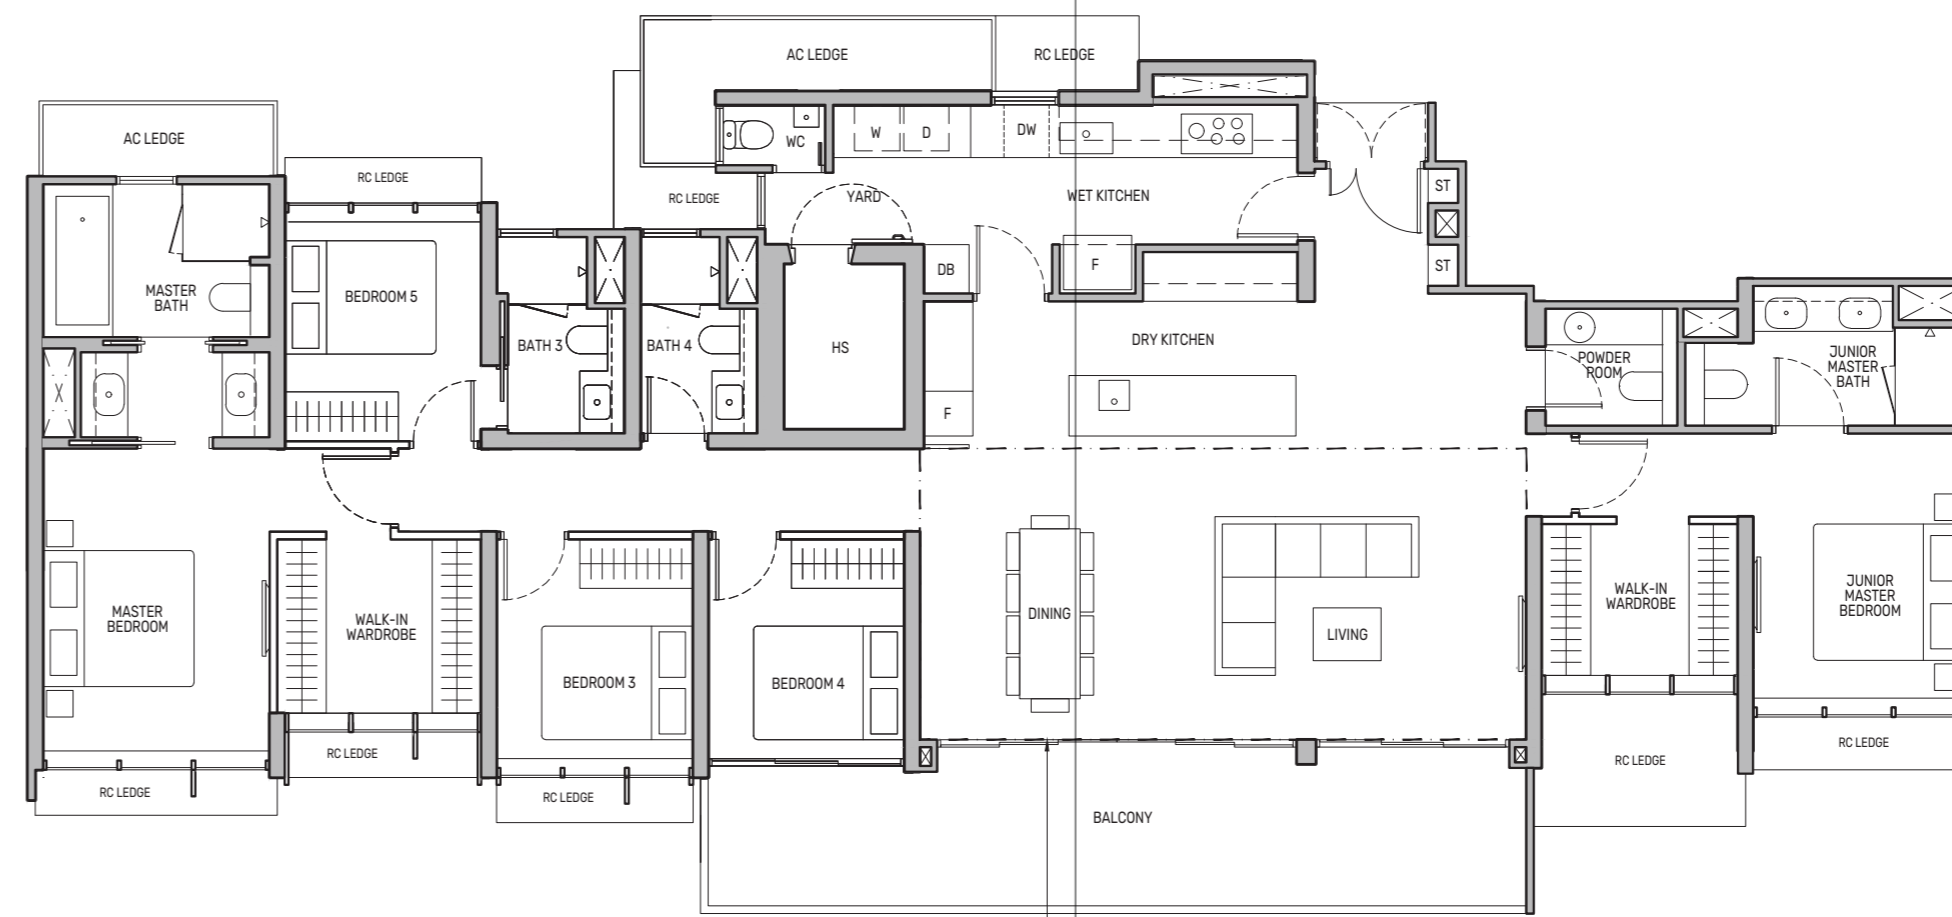 AC LEDGE
RC LEDGE
AC LEDGE
W
D
DW
WC
RC LEDGE
RC LEDGE
YARD
WET KITCHEN
ST
ST
MASTER
BATH
BEDROOM 5
DB
F
BATH 3
BATH 4
HS
DRY KITCHEN
POWDER
ROOM
JUNIOR
MASTER
BATH
F
MASTER
BEDROOM
WALK-IN
WARDROBE
BEDROOM 3
BEDROOM 4
DINING
LIVING
WALK-IN
WARDROBE
JUNIOR
MASTER
BEDROOM
RC LEDGE
RC LEDGE
RC LEDGE
BALCONY
RC LEDGE
RC LEDGE